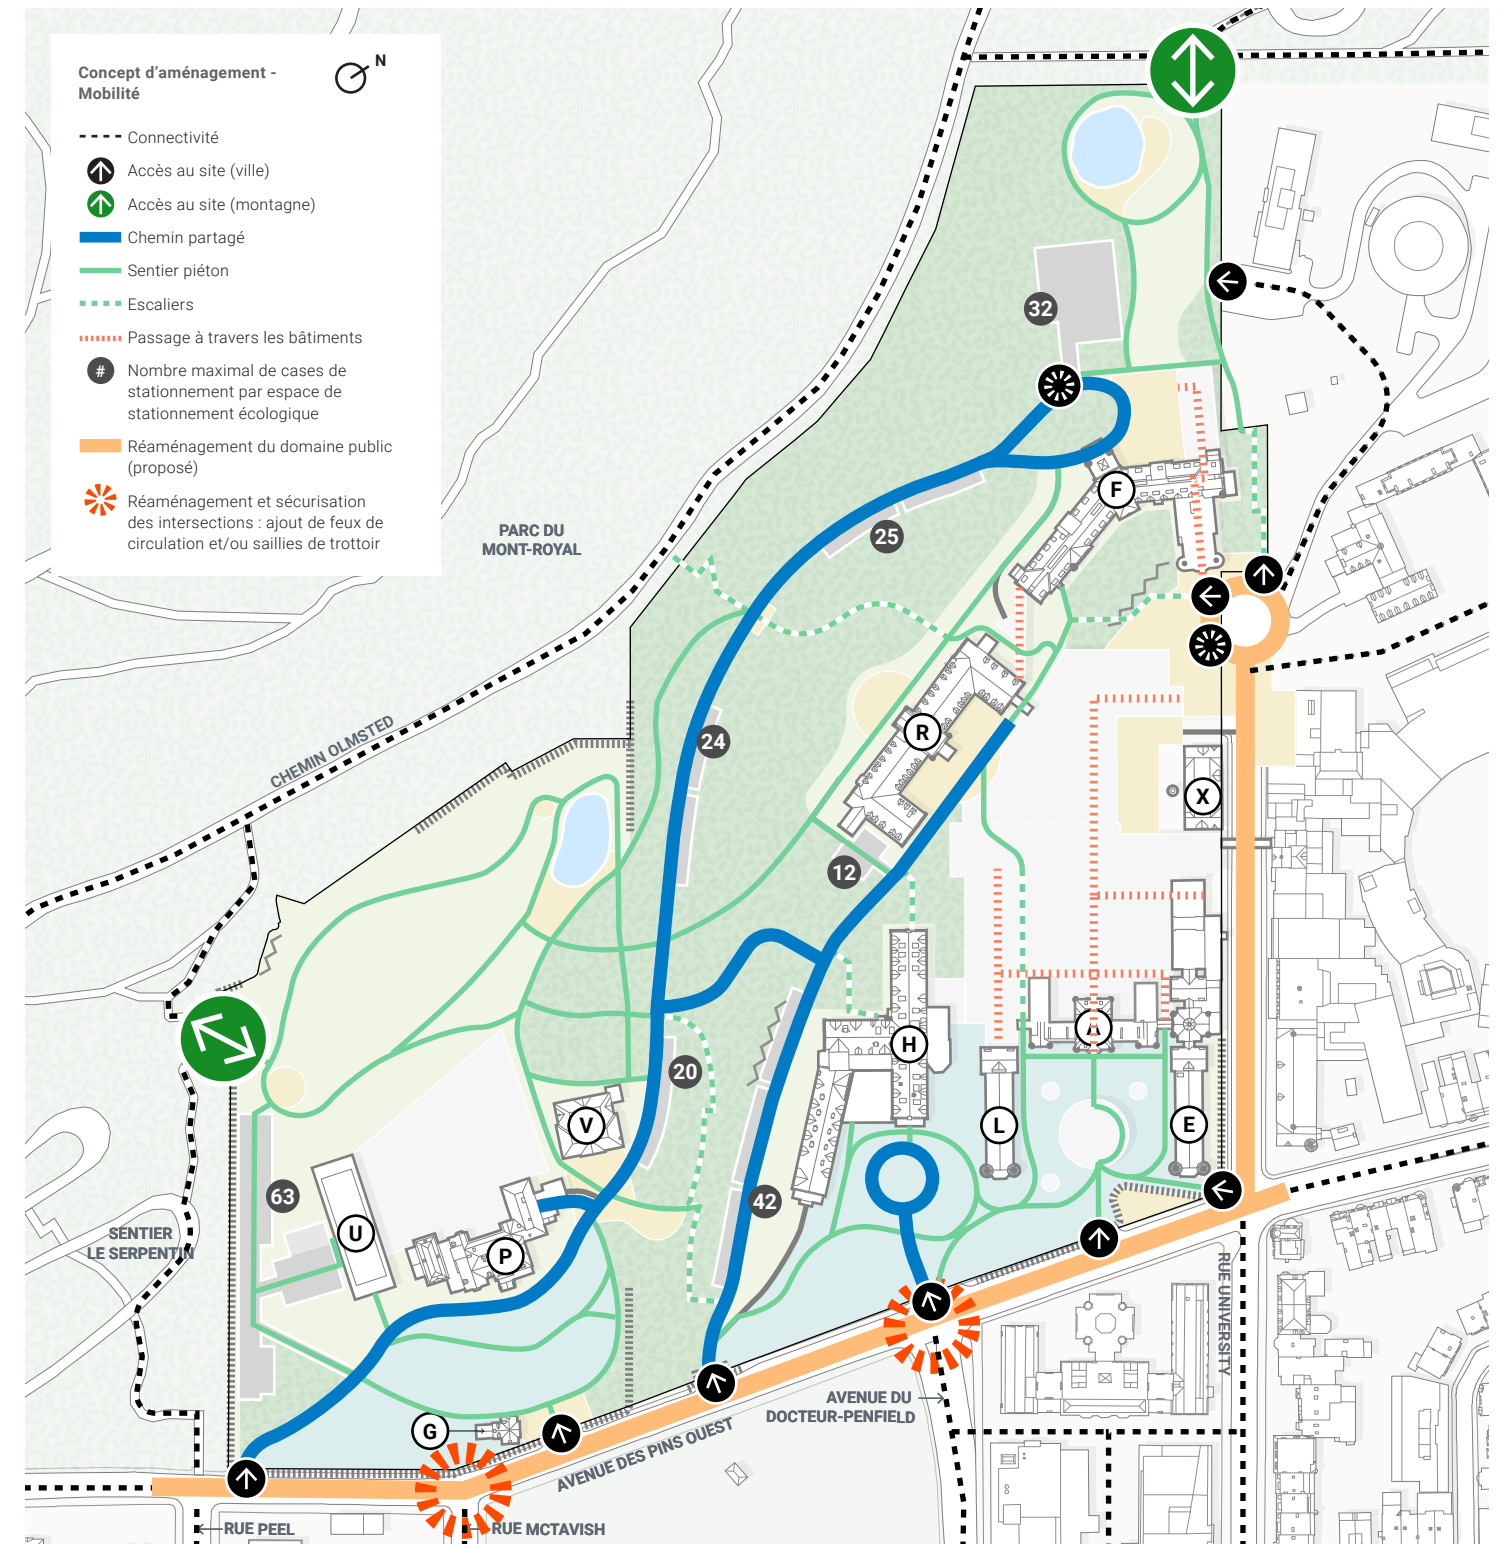 Concept d’aménagement -
Mobilité
N
Connectivité
Accès au site (ville)
Accès au site (montagne)
Chemin partagé
Sentier piéton
Escaliers
Passage à travers les bâtiments
#
Nombre maximal de cases de
stationnement par espace de
stationnement écologique
Réaménagement du domaine public
(proposé)
Réaménagement et sécurisation
des intersections : ajout de feux de
circulation et/ou saillies de trottoir
32
F
PARC DU
MONT-ROYAL
25
CHEMIN OLMSTED
24
R
X
12
A
H
20
V
L
E
63
42
SENTIER
LE SERPENTIN
U
P
RUE UNIVERSITY
AVENUE DU
DOCTEUR-PENFIELD
G
AVENUE DES PINS OUEST
RUE PEEL
RUE MCTAVISH